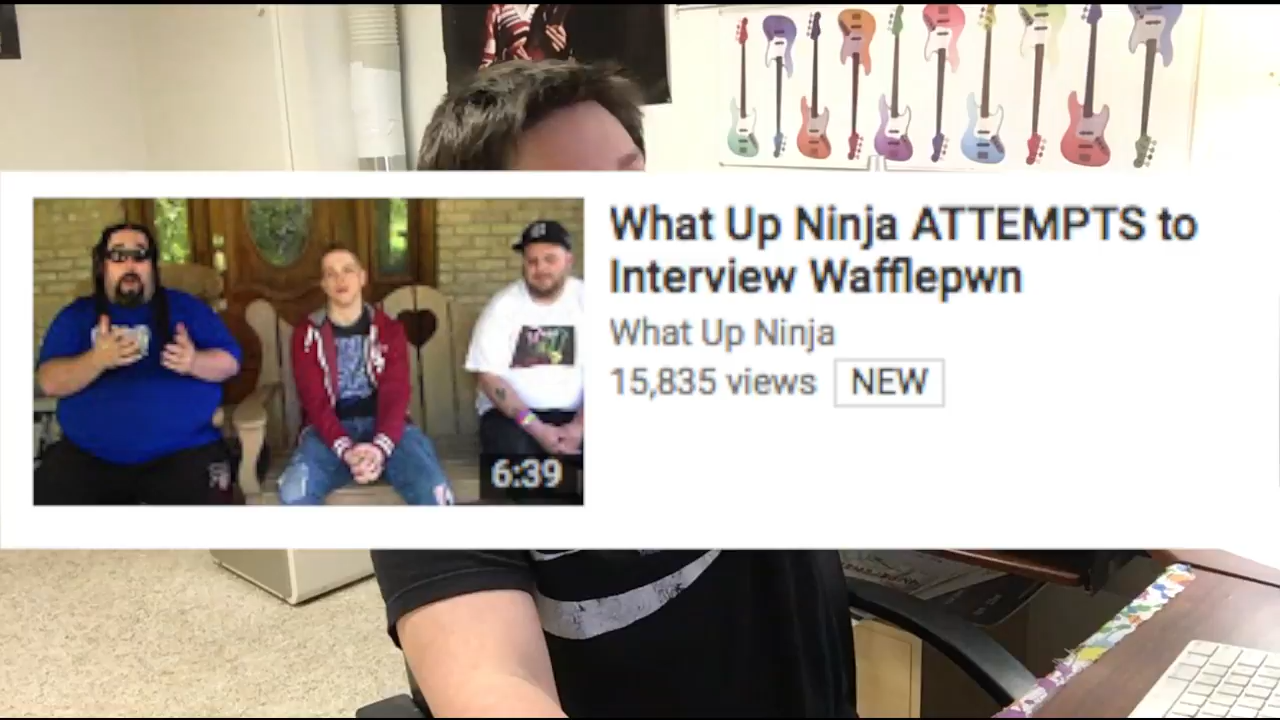 What Up Ninja ATTEMPTS to
Interview Wafflepwn
What Up Ninja
15,835 views NEW
6:39